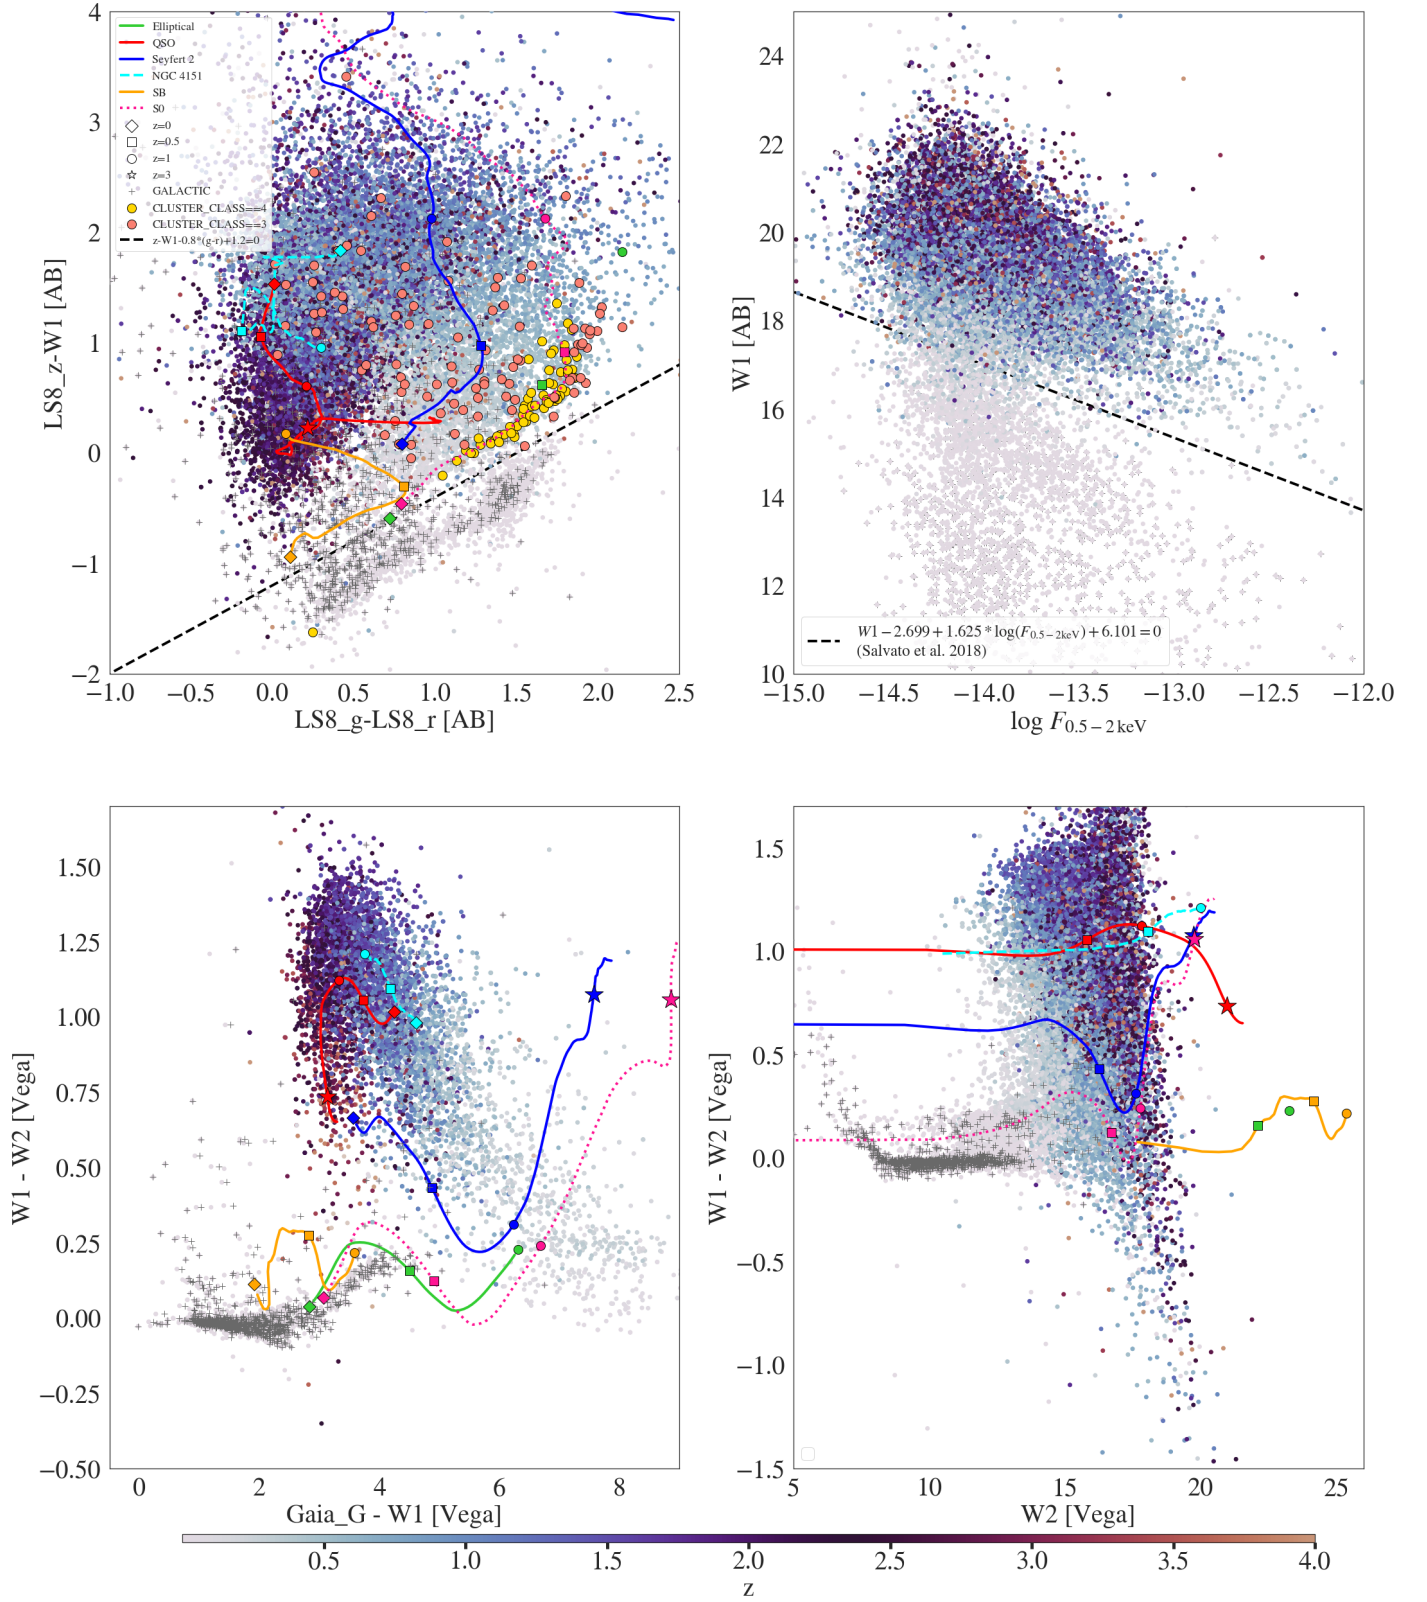 4
3
2
1
0
−1
−2
LS8_z-W1 [AB]
Elliptical
QSO
Seyfert 2
NGC 4151
SB
S0
z=0
z=0.5
z=1
z=3
GALACTIC
CLUSTER_CLASS==4
CLUSTER_CLASS==3
z-W1-0.8*(g-r)+1.2=0
−1.0 −0.5 0.0 0.5 1.0 1.5 2.0 2.5
LS8_g-LS8_r [AB]
24
22
20
18
16
14
12
10
W1 [AB]
W1 − 2.699 + 1.625 * log(F0.5 − 2keV) + 6.101 = 0
(Salvato et al. 2018)
−15.0 −14.5 −14.0 −13.5 −13.0 −12.5 −12.0
log F0.5 − 2 keV
1.50
1.25
1.00
0.75
0.50
0.25
0.00
−0.25
−0.50
W1 - W2 [Vega]
0 2 4 6 8
Gaia_G - W1 [Vega]
1.5
1.0
0.5
0.0
−0.5
−1.0
−1.5
W1 - W2 [Vega]
5 10 15 20 25
W2 [Vega]
0.5 1.0 1.5 2.0 2.5 3.0 3.5 4.0
z